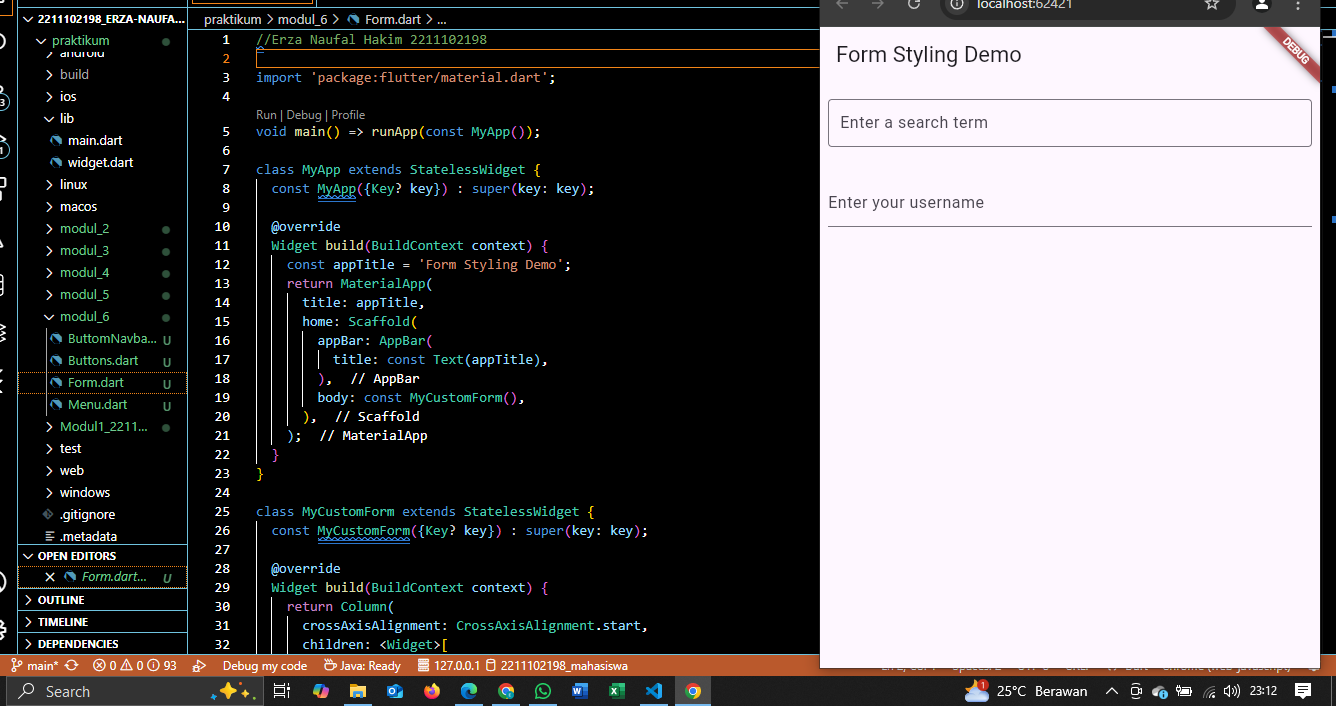 2211102198_ERZA-NAUFA...
praktikum
android
build
ios
lib
main.dart
widget.dart
linux
macos
modul_2
modul_3
modul_4
modul_5
modul_6
ButtomNavba... U
Buttons.dart U
Form.dart U
Menu.dart U
Modul1_2211...
test
web
windows
.gitignore
.metadata
OPEN EDITORS
Form.dart... U
OUTLINE
TIMELINE
DEPENDENCIES
praktikum > modul_6 > Form.dart > ...
1 //Erza Naufal Hakim 2211102198
2
3 import 'package:flutter/material.dart';
4
Run | Debug | Profile
5 void main() => runApp(const MyApp());
6
7 class MyApp extends StatelessWidget {
8 const MyApp({Key? key}) : super(key: key);
9
10 @override
11 Widget build(BuildContext context) {
12 const appTitle = 'Form Styling Demo';
13 return MaterialApp(
14 title: appTitle,
15 home: Scaffold(
16 appBar: AppBar(
17 title: const Text(appTitle),
18 ), // AppBar
19 body: const MyCustomForm(),
20 ), // Scaffold
21 ); // MaterialApp
22 }
23 }
24
25 class MyCustomForm extends StatelessWidget {
26 const MyCustomForm({Key? key}) : super(key: key);
27
28 @override
29 Widget build(BuildContext context) {
30 return Column(
31 crossAxisAlignment: CrossAxisAlignment.start,
32 children: <Widget>[
localhost:62421
Form Styling Demo
DEBUG
Enter a search term
Enter your username
main* 0 0 93 Debug my code Java: Ready 127.0.0.1 2211102198_mahasiswa
Search
1
25°C Berawan 23:12